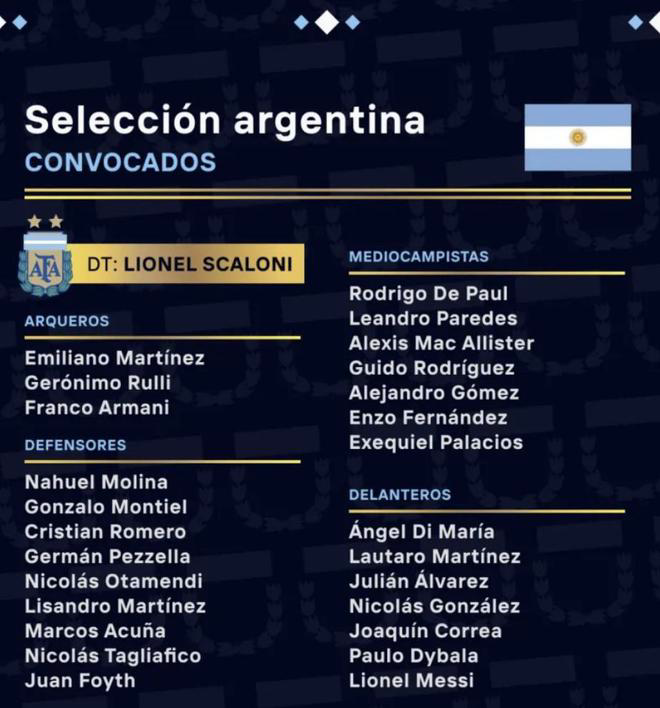 Selección argentina
CONVOCADOS
AFA
DT: LIONEL SCALONI
ARQUEROS
Emiliano Martínez
Gerónimo Rulli
Franco Armani
DEFENSORES
Nahuel Molina
Gonzalo Montiel
Cristian Romero
Germán Pezzella
Nicolás Otamendi
Lisandro Martínez
Marcos Acuña
Nicolás Tagliafico
Juan Foyth
MEDIOCAMPISTAS
Rodrigo De Paul
Leandro Paredes
Alexis Mac Allister
Guido Rodríguez
Alejandro Gómez
Enzo Fernández
Exequiel Palacios
DELANTEROS
Ángel Di María
Lautaro Martínez
Julián Álvarez
Nicolás González
Joaquín Correa
Paulo Dybala
Lionel Messi